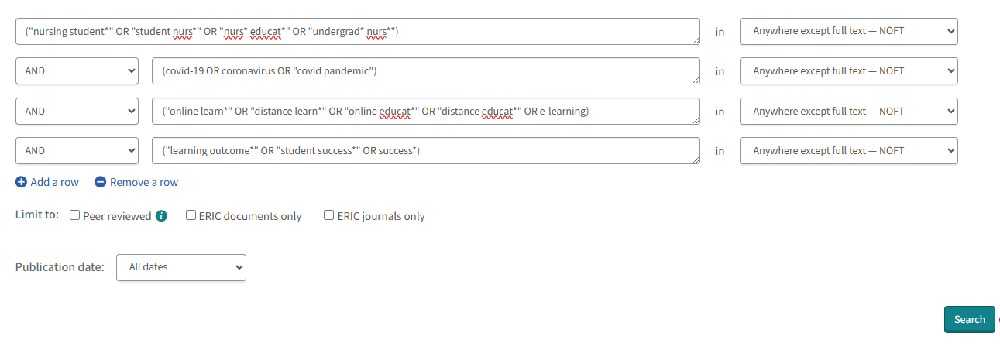 ("nursing student*" OR "student nurs*" OR "nurs* educat*" OR "undergrad* nurs*") in Anywhere except full text — NOFT
AND (covid-19 OR coronavirus OR "covid pandemic") in Anywhere except full text — NOFT
AND ("online learn*" OR "distance learn*" OR "online educat*" OR "distance educat*" OR e-learning) in Anywhere except full text — NOFT
AND ("learning outcome*" OR "student success*" OR success*) in Anywhere except full text — NOFT
Add a row Remove a row
Limit to: Peer reviewed i ERIC documents only ERIC journals only
Publication date: All dates
Search